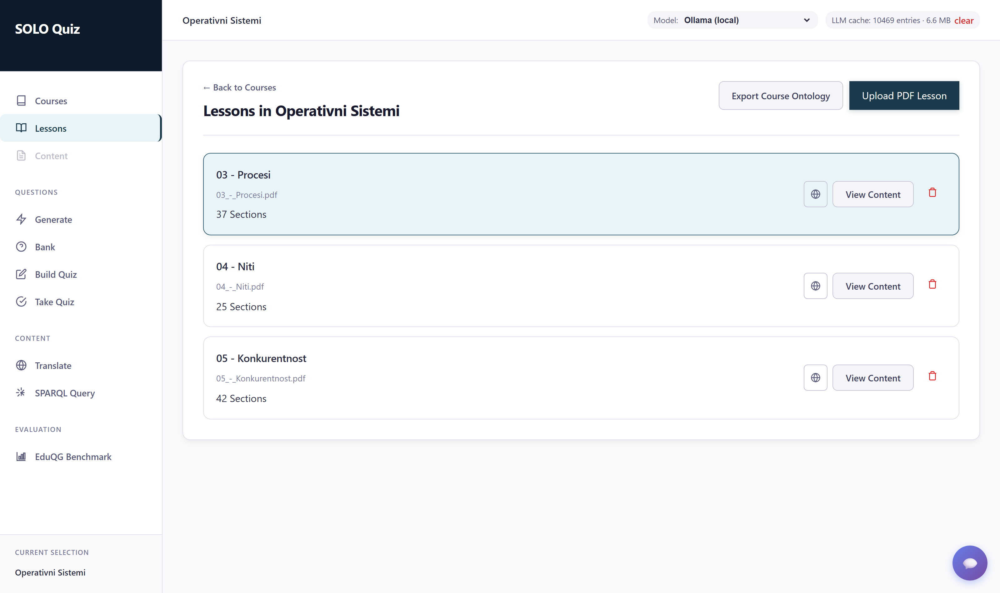 SOLO Quiz
Courses
Lessons
Content
QUESTIONS
Generate
Bank
Build Quiz
Take Quiz
CONTENT
Translate
SPARQL Query
EVALUATION
EduQG Benchmark
CURRENT SELECTION
Operativni Sistemi
Operativni Sistemi
Model: Ollama (local)
LLM cache: 10469 entries · 6.6 MB clear
← Back to Courses
Lessons in Operativni Sistemi
Export Course Ontology
Upload PDF Lesson
03 - Procesi
03_-_Procesi.pdf
37 Sections
View Content
04 - Niti
04_-_Niti.pdf
25 Sections
View Content
05 - Konkurentnost
05_-_Konkurentnost.pdf
42 Sections
View Content